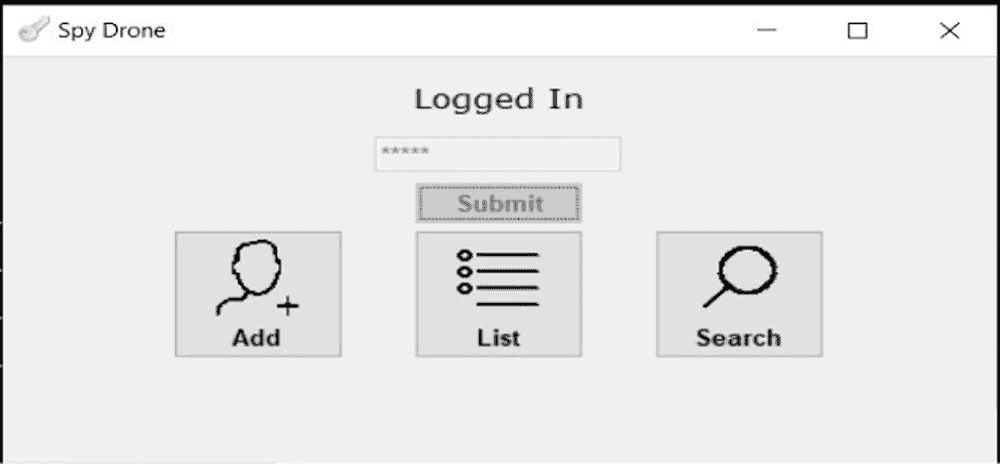 Spy Drone
Logged In
*****
Submit
Add
List
Search